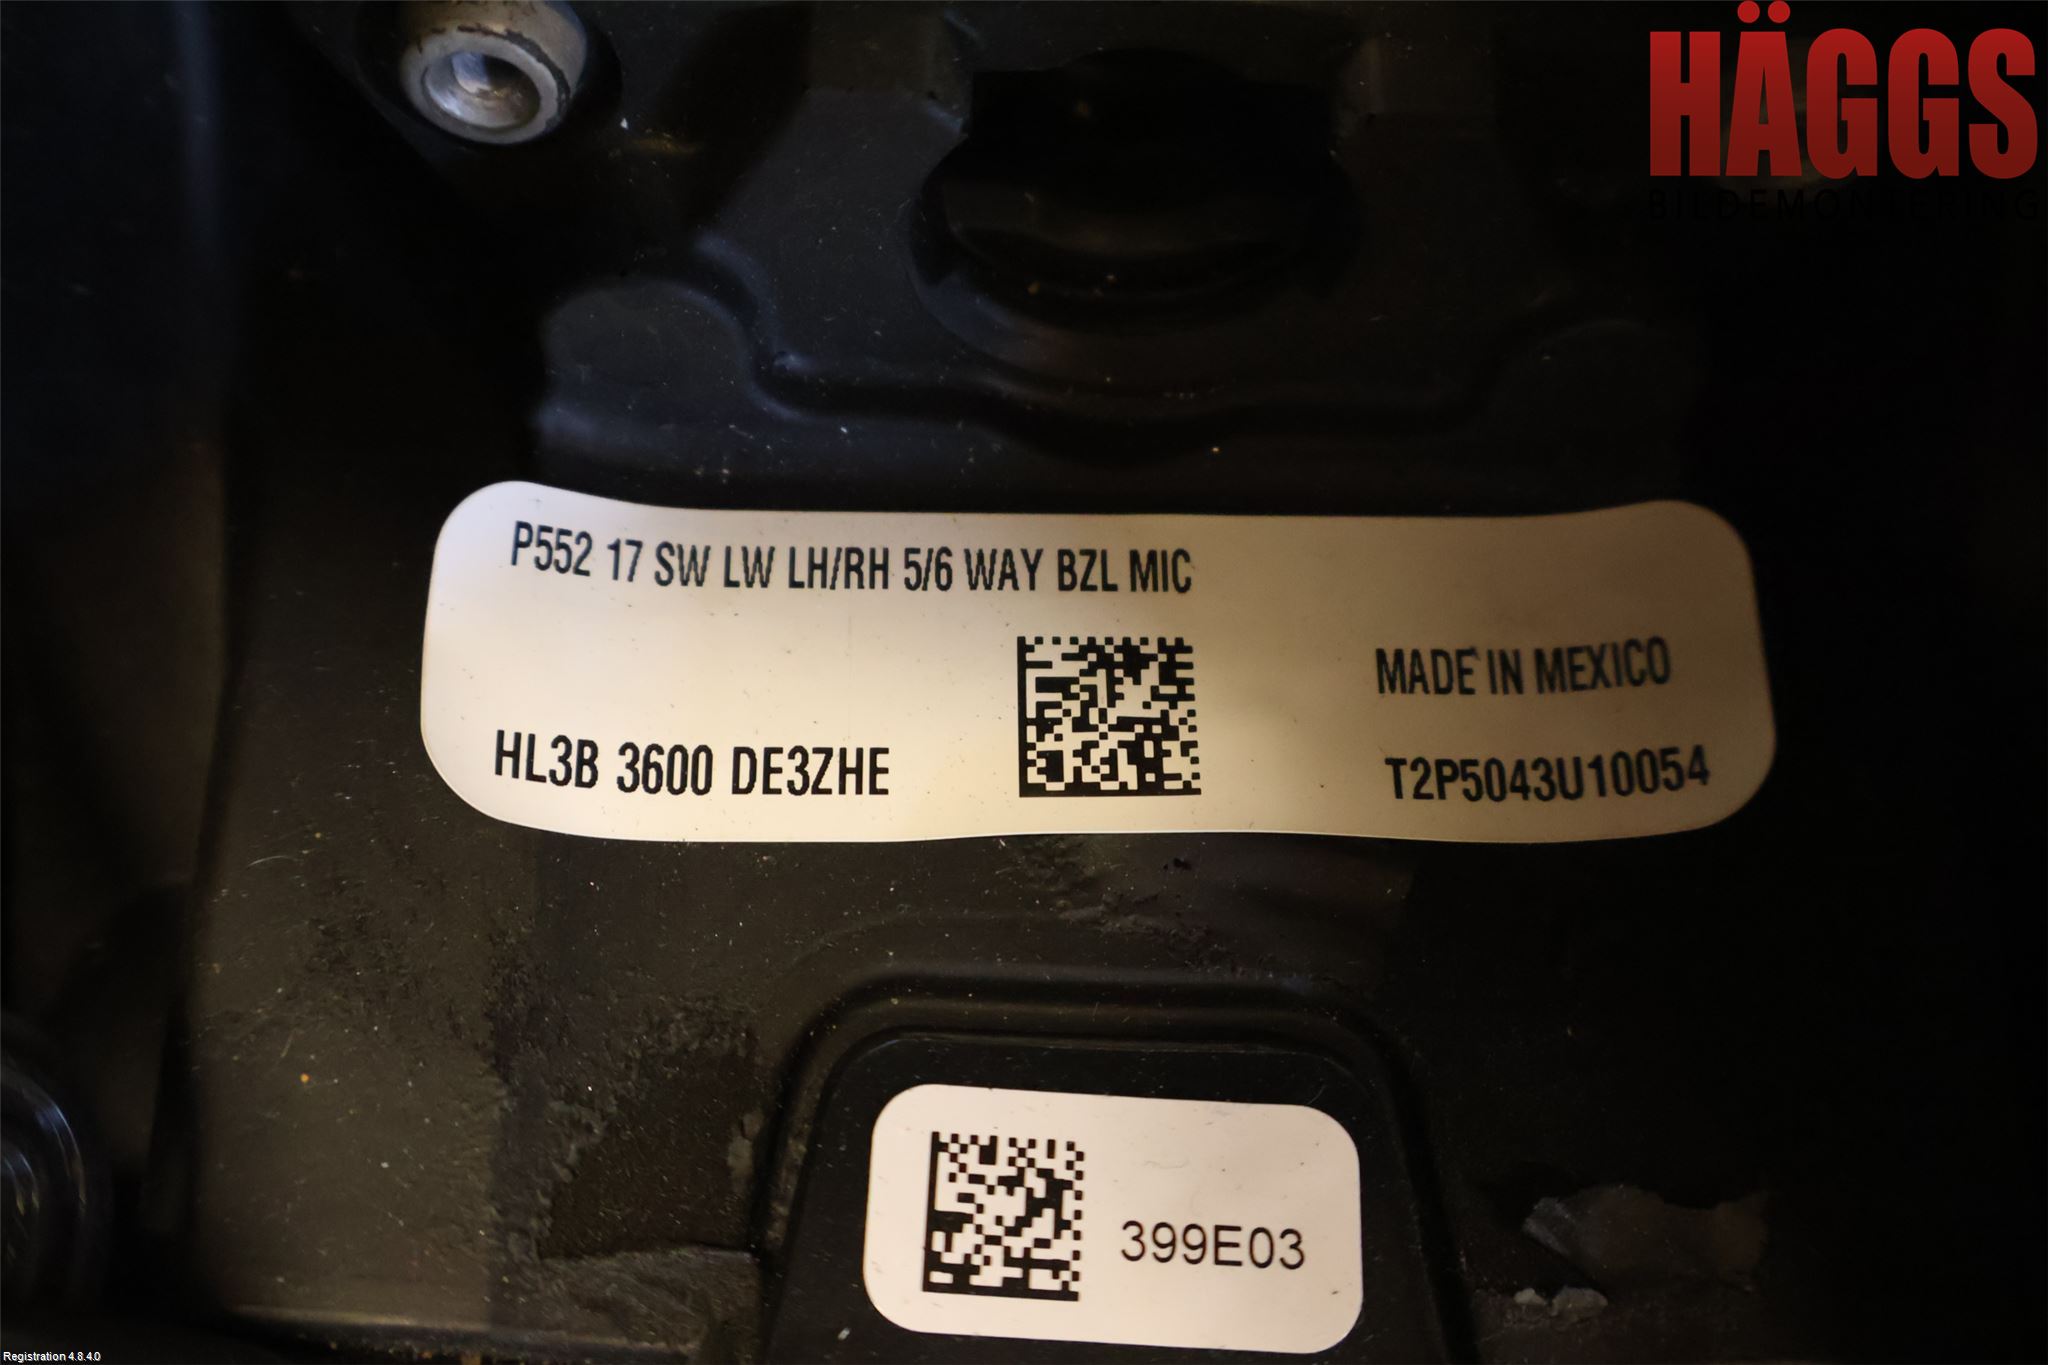 HÄGGS
BILDEMONTERING
P552 17 SW LW LH/RH 5/6 WAY BZL MIC
MADE IN MEXICO
HL3B 3600 DE3ZHE
T2P5043U10054
399E03
Registration 4.8.4.0